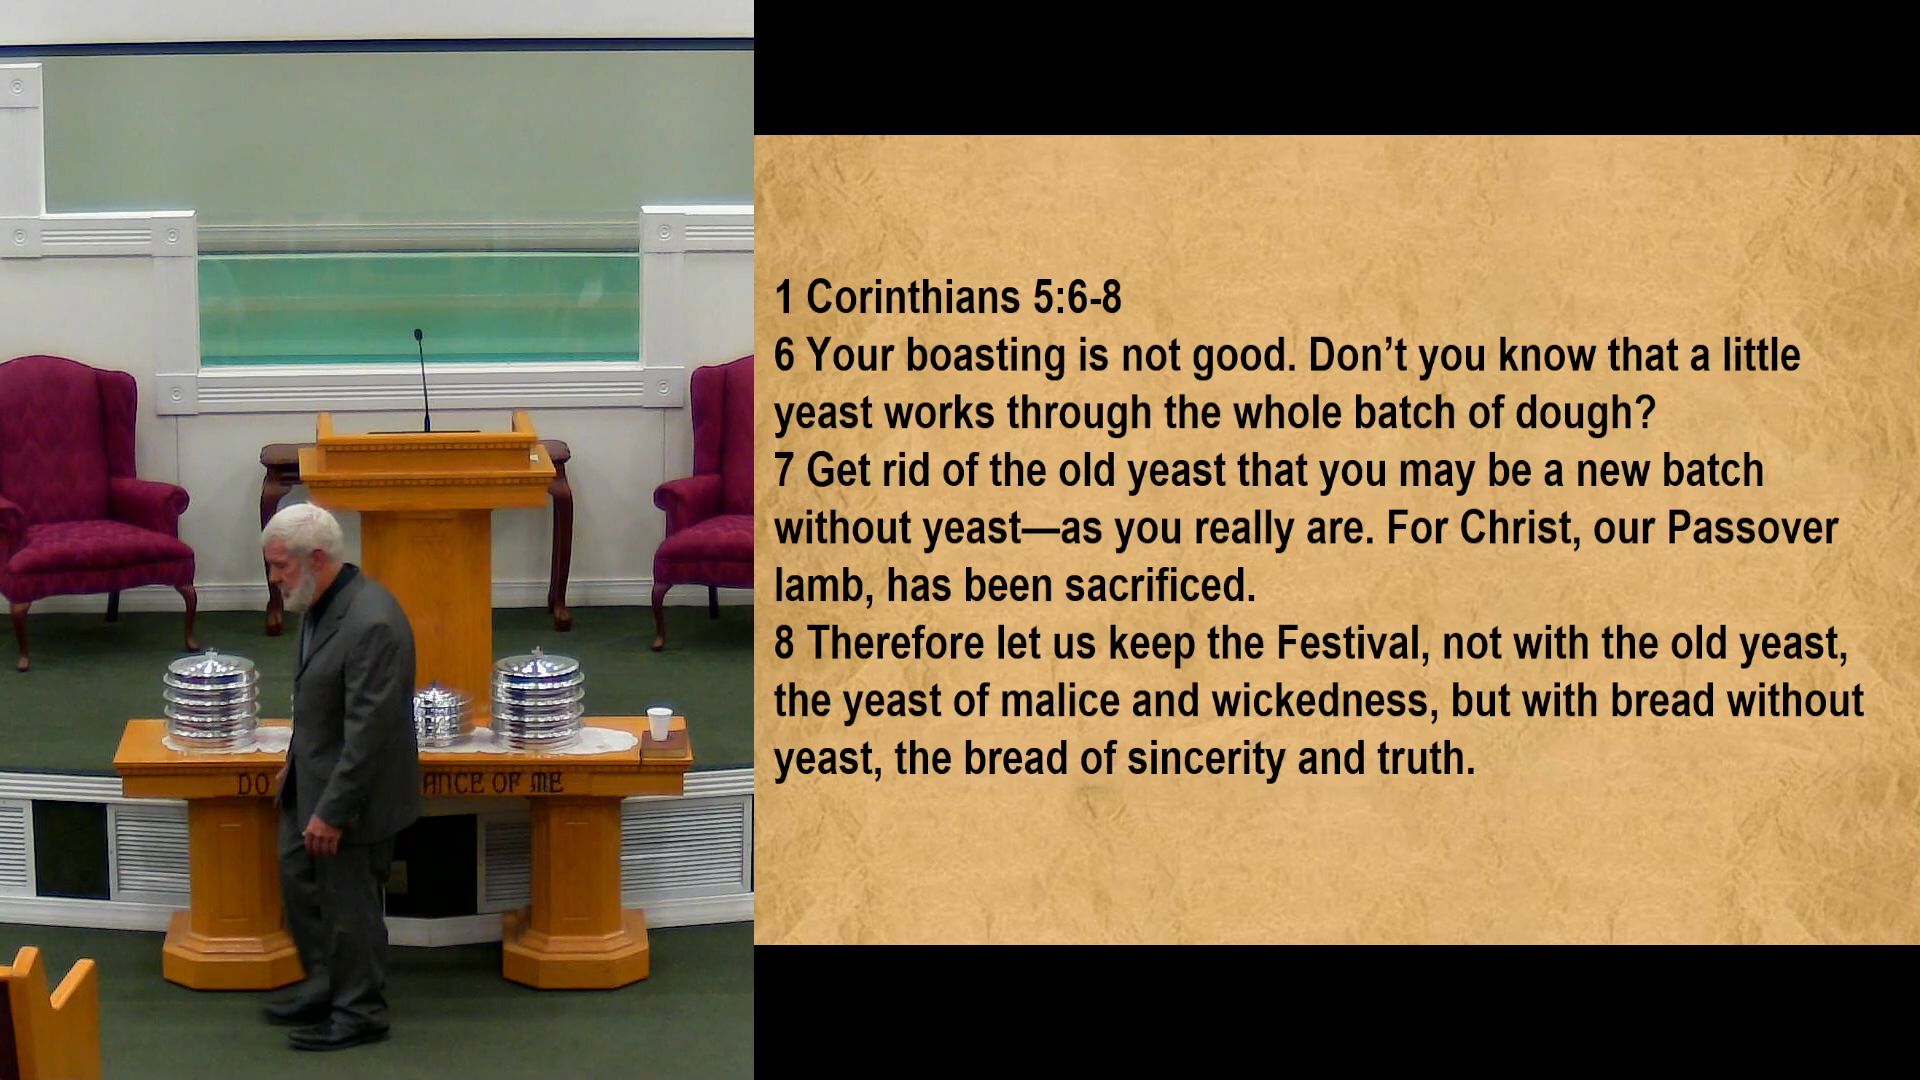 1 Corinthians 5:6-8
6 Your boasting is not good. Don’t you know that a little
yeast works through the whole batch of dough?
7 Get rid of the old yeast that you may be a new batch
without yeast—as you really are. For Christ, our Passover
lamb, has been sacrificed.
8 Therefore let us keep the Festival, not with the old yeast,
the yeast of malice and wickedness, but with bread without
yeast, the bread of sincerity and truth.
DO ANCE OF ME